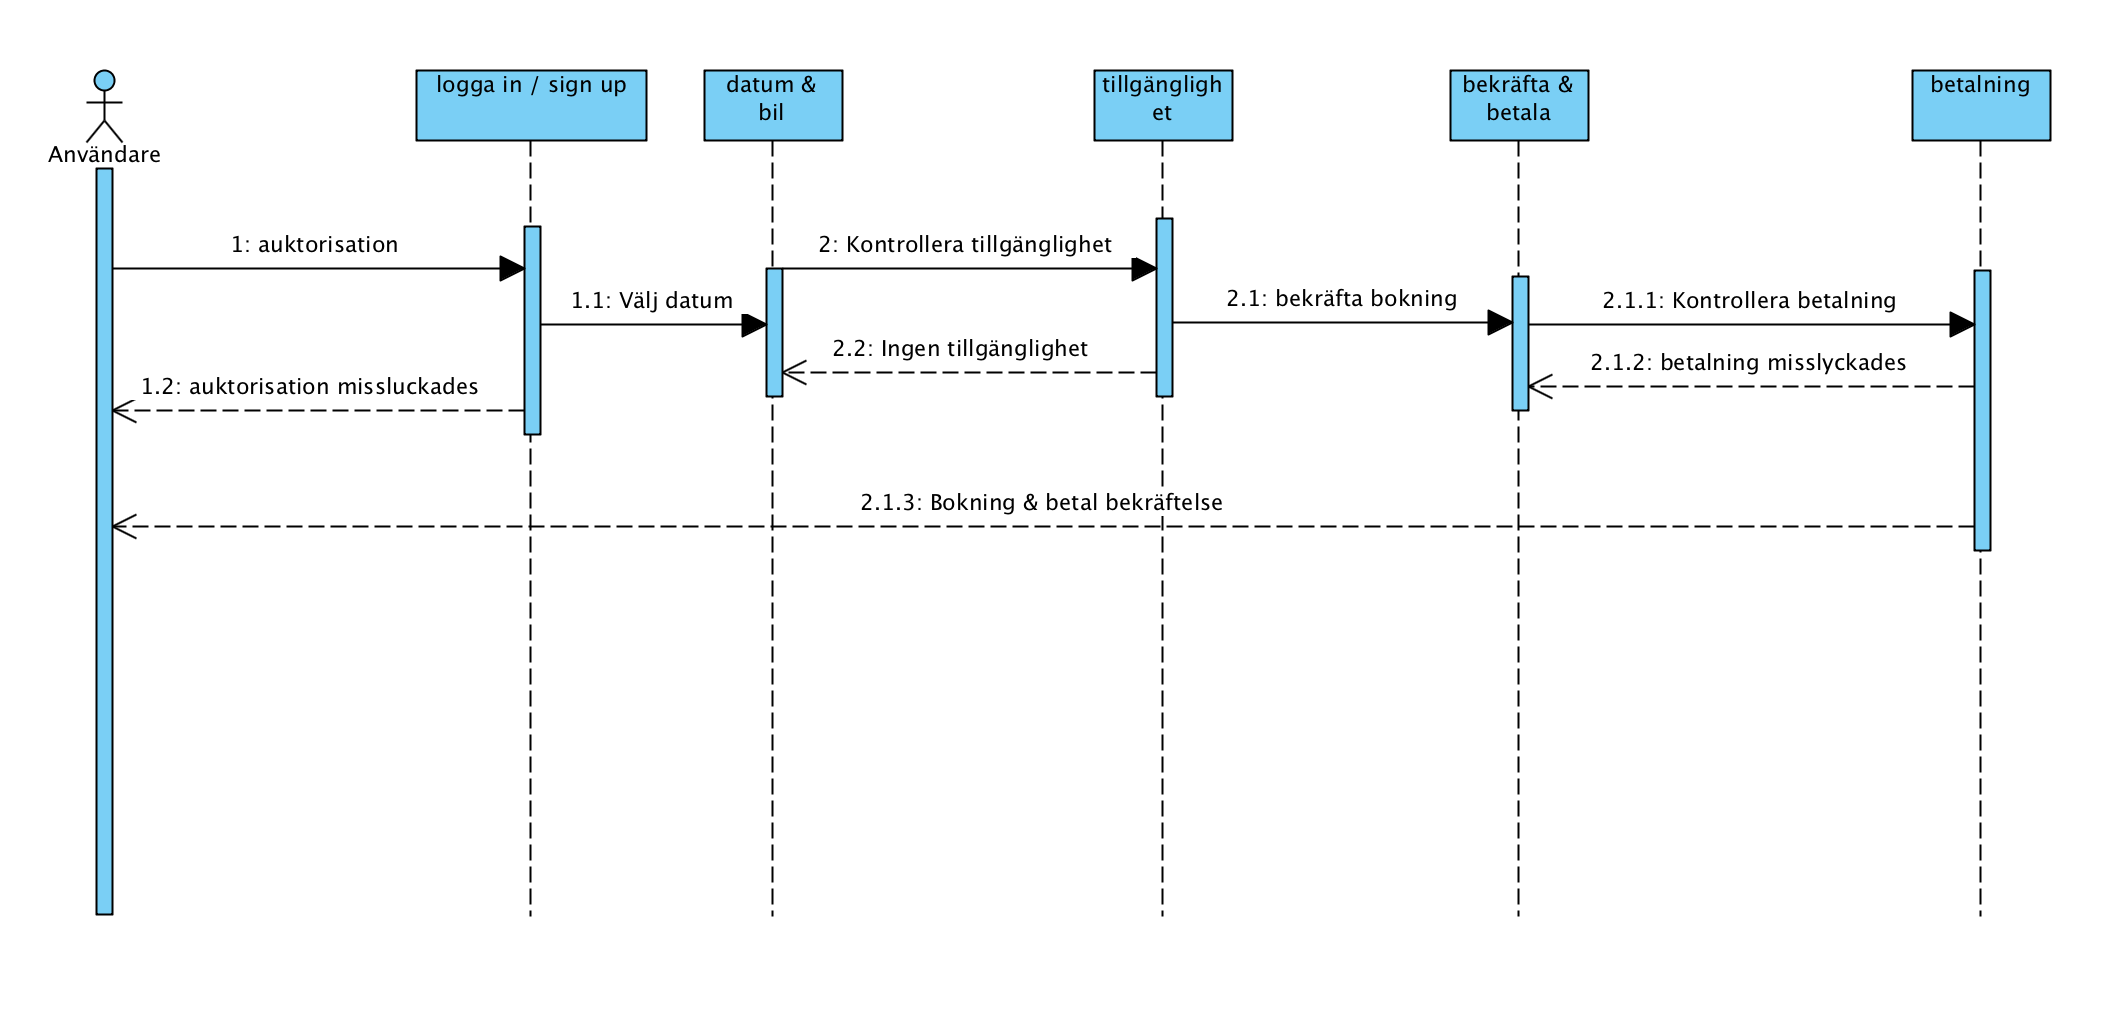 logga in / sign up
datum &
bil
tillgängligh
et
bekräfta &
betala
betalning
Användare
1: auktorisation
2: Kontrollera tillgänglighet
1.1: Välj datum
2.1: bekräfta bokning
2.1.1: Kontrollera betalning
2.2: Ingen tillgänglighet
2.1.2: betalning misslyckades
1.2: auktorisation missluckades
2.1.3: Bokning & betal bekräftelse